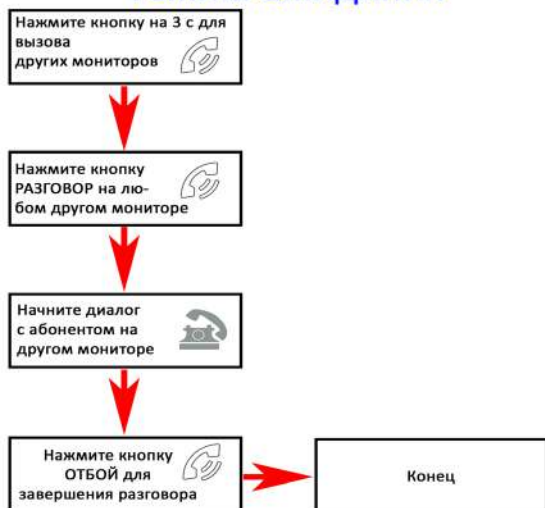 Нажмите кнопку на 3 с для
вызова
других мониторов
Нажмите кнопку
РАЗГОВОР на лю-
бом другом мониторе
Начните диалог
с абонентом на
другом мониторе
Нажмите кнопку
ОТБОЙ для
завершения разговора
Конец